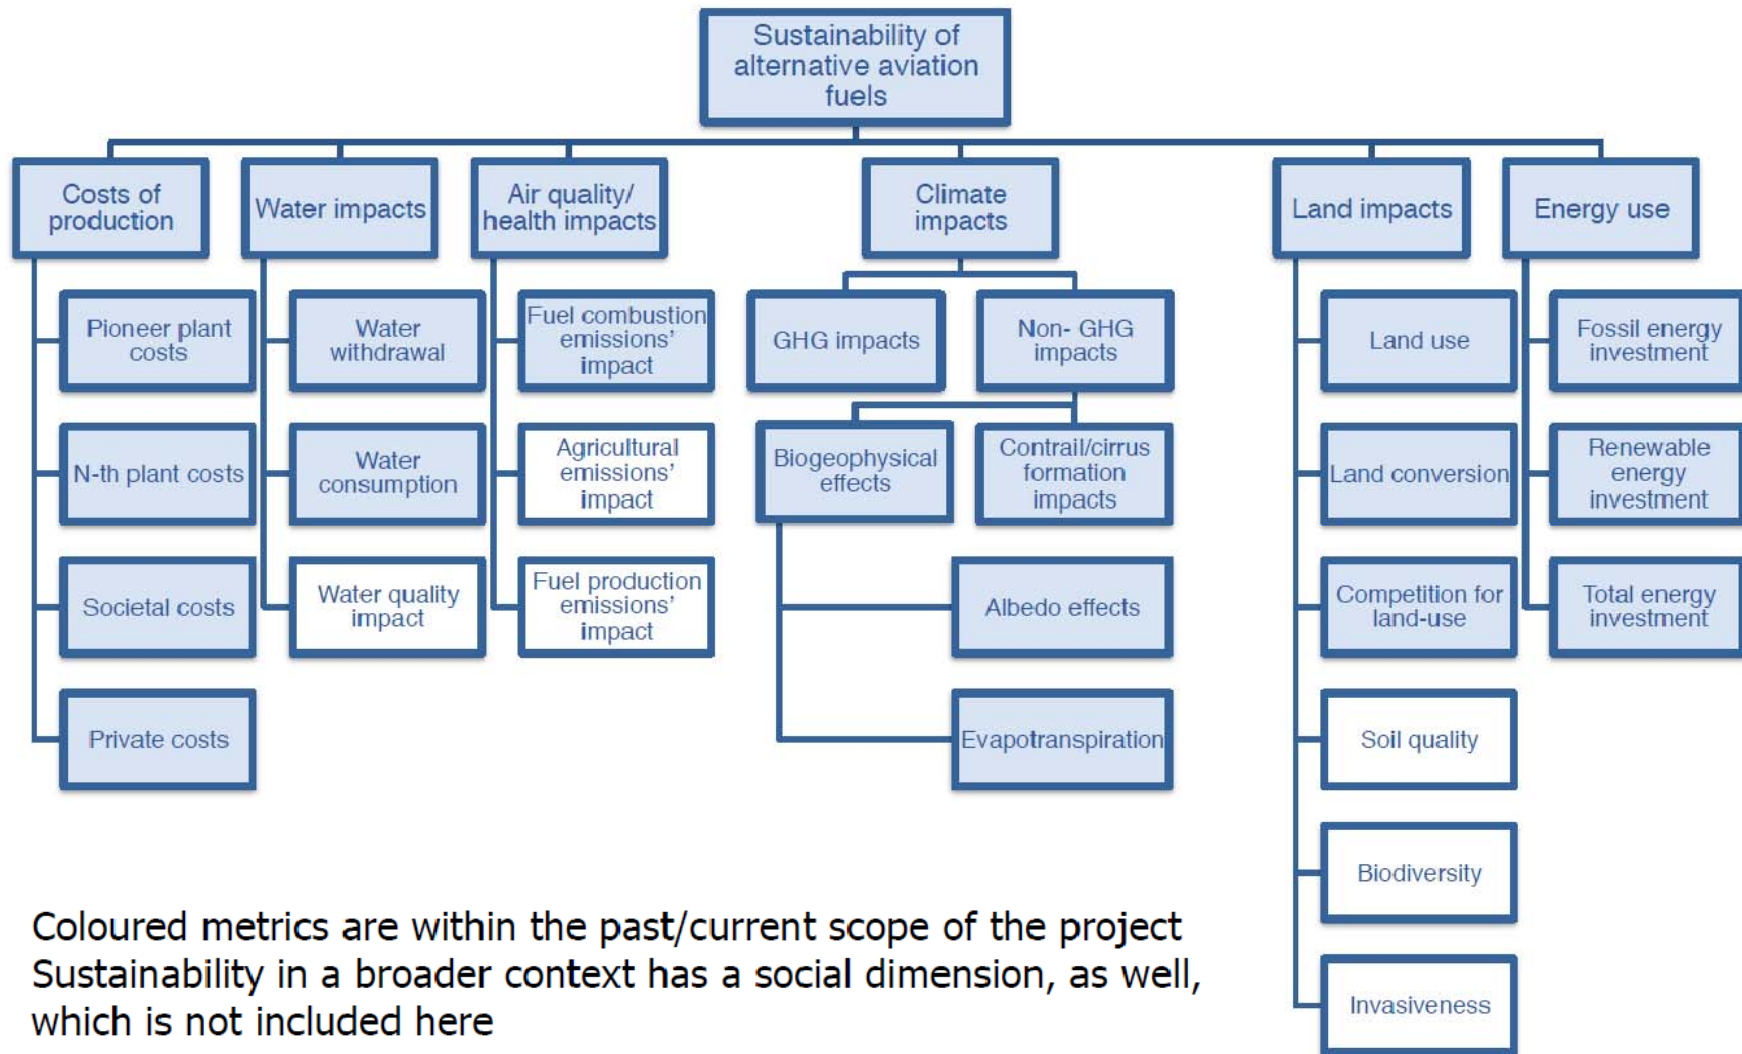 Sustainability of
alternative aviation
fuels
Costs of
production
Water impacts
Air quality/
health impacts
Climate
impacts
Land impacts
Energy use
Pioneer plant
costs
N-th plant costs
Societal costs
Private costs
Water
withdrawal
Water
consumption
Water quality
impact
Fuel combustion
emissions'
impact
Agricultural
emissions'
impact
Fuel production
emissions'
impact
GHG impacts
Non- GHG
impacts
Biogeophysical
effects
Contrail/cirrus
formation
impacts
Albedo effects
Evapotranspiration
Land use
Land conversion
Competition for
land-use
Soil quality
Biodiversity
Invasiveness
Fossil energy
investment
Renewable
energy
investment
Total energy
investment
Coloured metrics are within the past/current scope of the project
Sustainability in a broader context has a social dimension, as well,
which is not included here